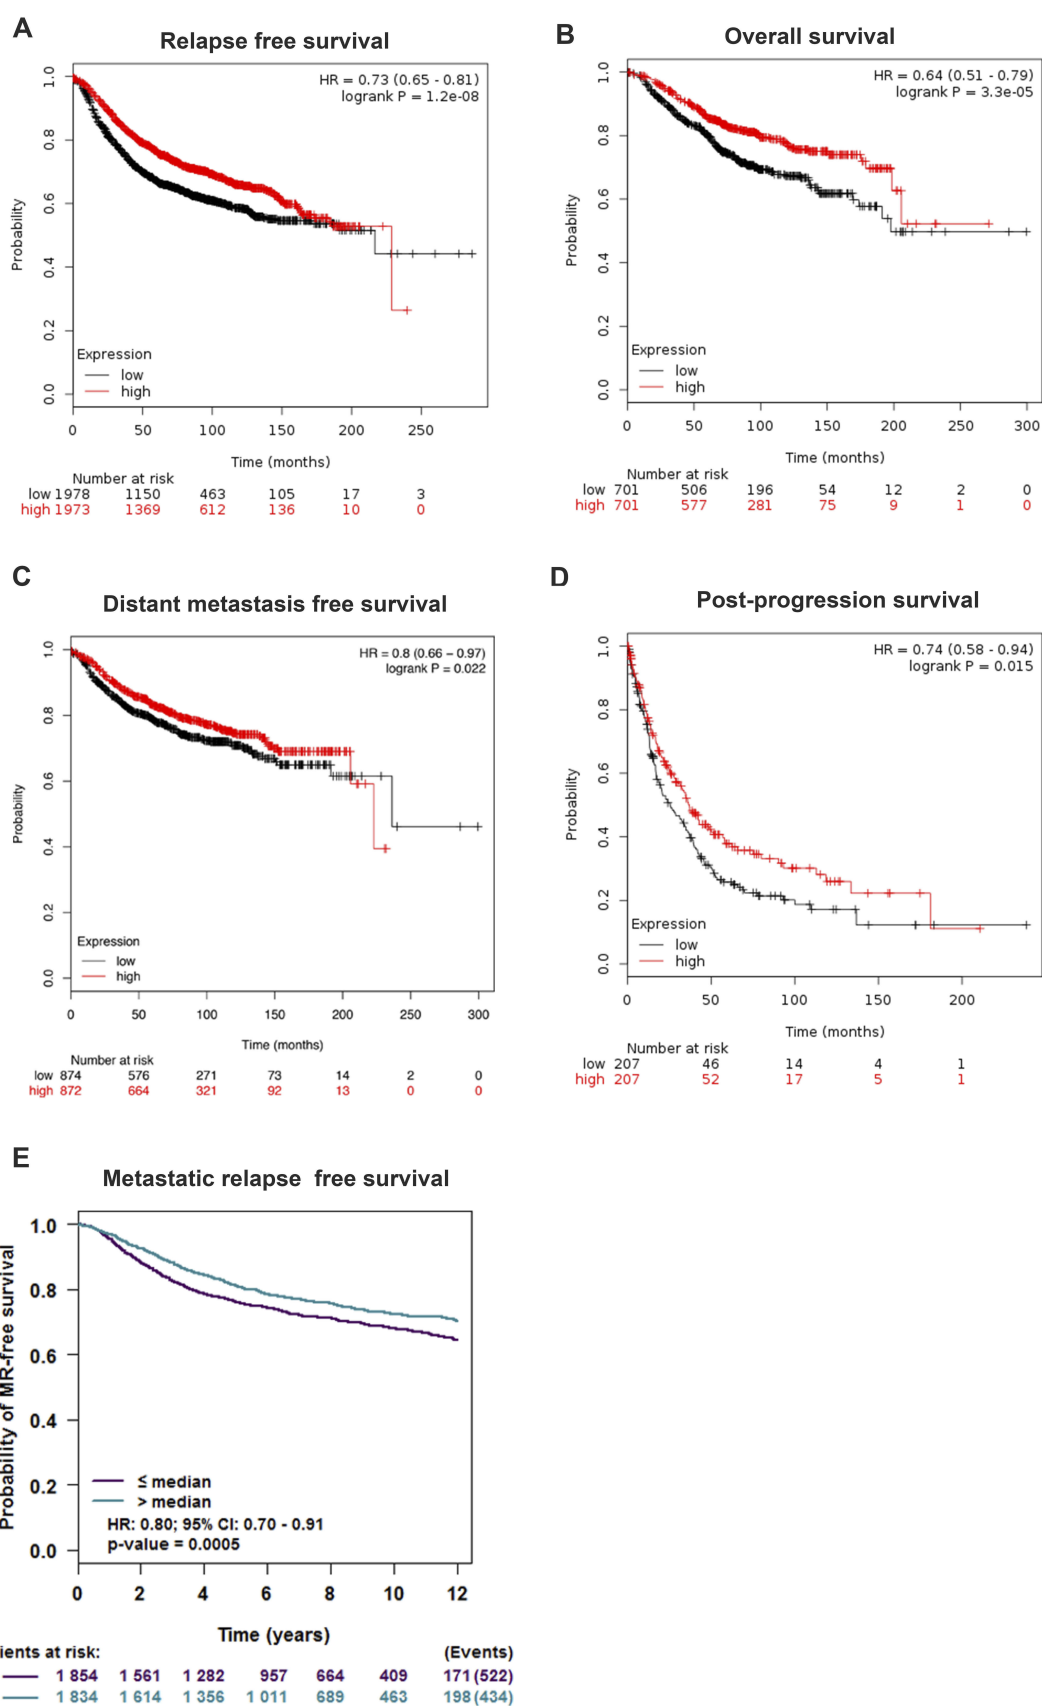 A
Relapse free survival
HR = 0.73 (0.65 - 0.81)
logrank P = 1.2e-08
Probability
1.0
0.8
0.6
0.4
0.2
0.0
Expression
low
high
0 50 100 150 200 250
Time (months)
Number at risk
low 1978 1150 463 105 17 3
high 1973 1369 612 136 10 0
B
Overall survival
HR = 0.64 (0.51 - 0.79)
logrank P = 3.3e-05
Probability
1.0
0.8
0.6
0.4
0.2
0.0
Expression
low
high
0 50 100 150 200 250 300
Time (months)
Number at risk
low 701 506 196 54 12 2 0
high 701 577 281 75 9 1 0
C
Distant metastasis free survival
HR = 0.8 (0.66 – 0.97)
logrank P = 0.022
Probability
1.0
0.8
0.6
0.4
0.2
0.0
Expression
low
high
0 50 100 150 200 250 300
Time (months)
Number at risk
low 874 576 271 73 14 2 0
high 872 664 321 92 13 0 0
D
Post-progression survival
HR = 0.74 (0.58 - 0.94)
logrank P = 0.015
Probability
1.0
0.8
0.6
0.4
0.2
0.0
Expression
low
high
0 50 100 150 200
Time (months)
Number at risk
low 207 46 14 4 1
high 207 52 17 5 1
E
Metastatic relapse free survival
Probability of MR-free survival
1.0
0.8
0.6
0.4
0.2
0.0
≤ median
> median
HR: 0.80; 95% CI: 0.70 - 0.91
p-value = 0.0005
0 2 4 6 8 10 12
Time (years)
ients at risk: (Events)
1 854 1 561 1 282 957 664 409 171 (522)
1 834 1 614 1 356 1 011 689 463 198 (434)